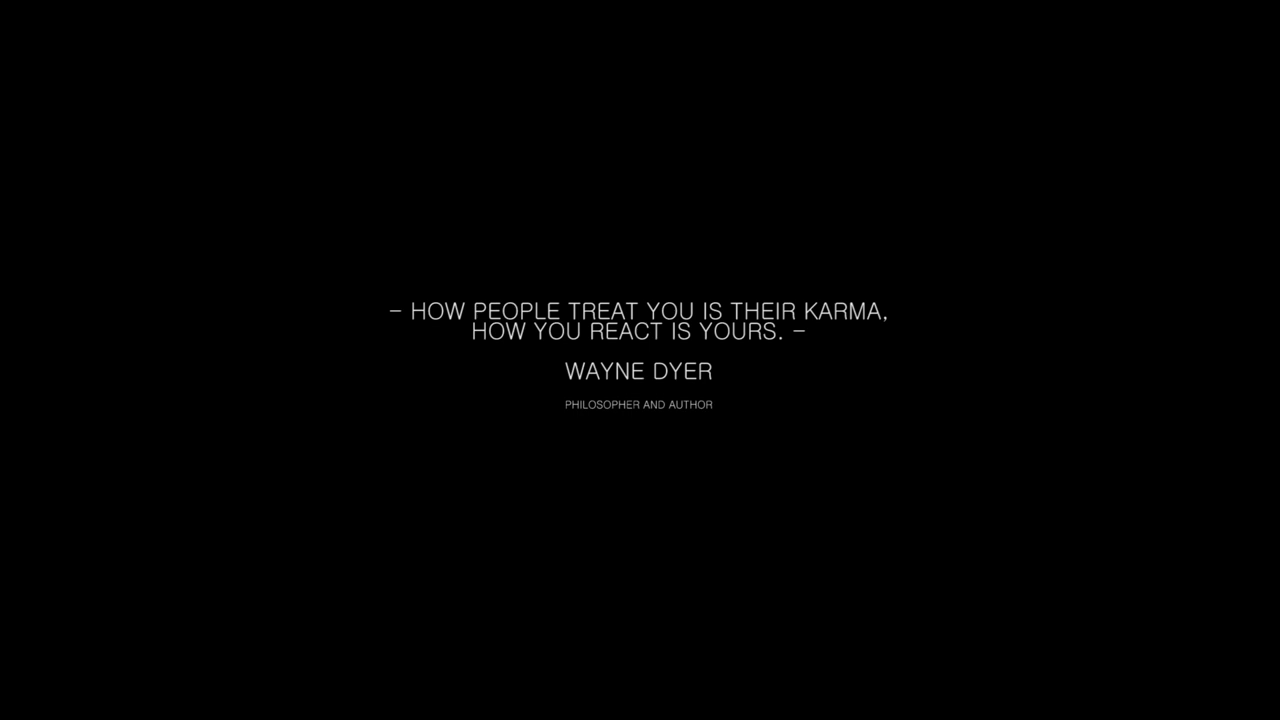 – HOW PEOPLE TREAT YOU IS THEIR KARMA,
HOW YOU REACT IS YOURS. –
WAYNE DYER
PHILOSOPHER AND AUTHOR